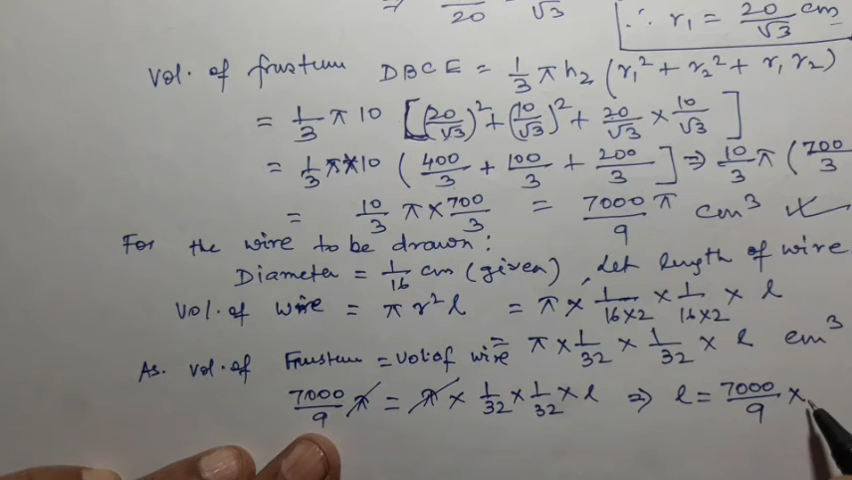 ⇒ /20 √3 ∴ r₁ = 20/√3 cm
Vol. of frustum DBCE = 1/3 π h₂ (r₁² + r₂² + r₁ r₂)
= 1/3 π 10 [(20/√3)² + (10/√3)² + 20/√3 × 10/√3]
= 1/3 π × 10 (400/3 + 100/3 + 200/3] ⇒ 10/3 π (700/3
= 10/3 π × 700/3 = 7000/9 π cm³
For the wire to be drawn:
Diameter = 1/16 cm (given), Let length of wire
Vol. of wire = π r² l = π × 1/16×2 × 1/16×2 × l
= π × 1/32 × 1/32 × l cm³
As. Vol. of Frustum = Vol. of wire
7000/9 π = π × 1/32 × 1/32 × l ⇒ l = 7000/9 ×